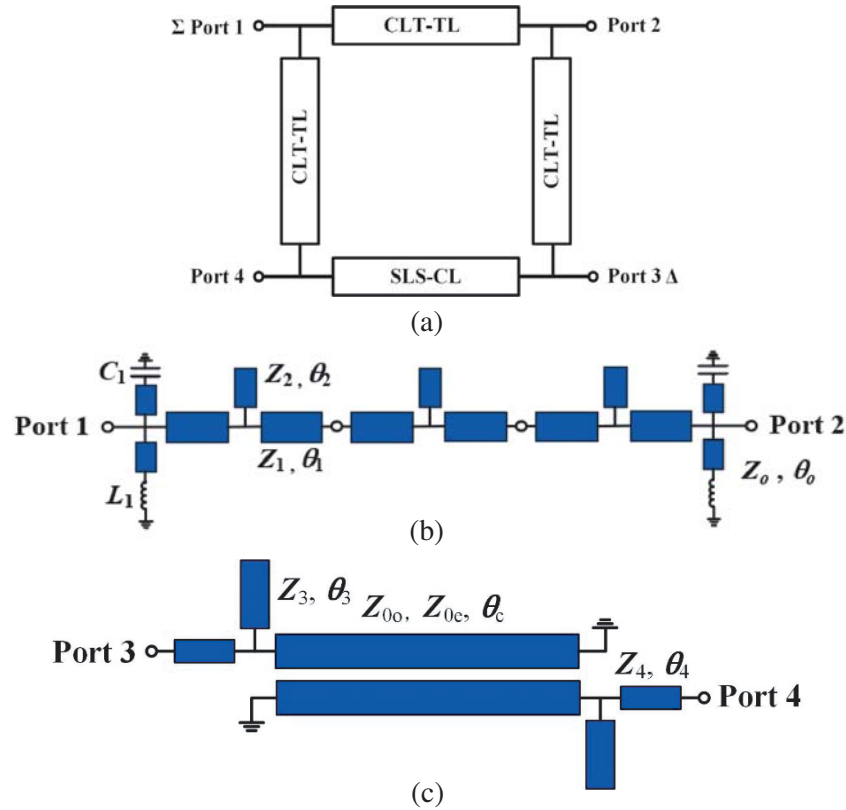 Σ Port 1 CLT-TL Port 2
CLT-TL CLT-TL
Port 4 SLS-CL Port 3 Δ
(a)
C1 Z2 , θ2
Port 1 Port 2
Z1 , θ1 Zo , θo
L1
(b)
Z3, θ3 Z0o, Z0e, θc
Port 3
Z4, θ4
Port 4
(c)